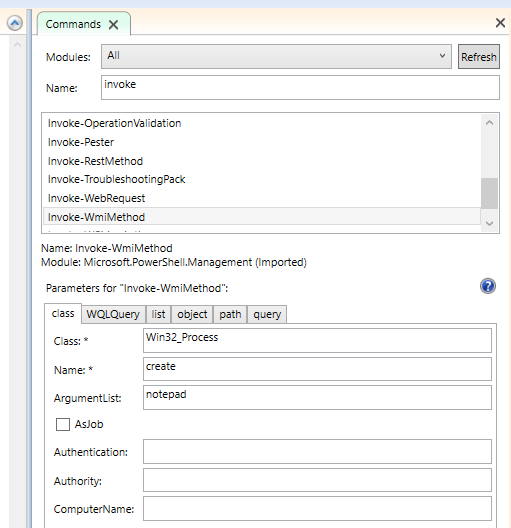 Commands
Modules: All Refresh
Name: invoke
Invoke-OperationValidation
Invoke-Pester
Invoke-RestMethod
Invoke-TroubleshootingPack
Invoke-WebRequest
Invoke-WmiMethod
Name: Invoke-WmiMethod
Module: Microsoft.PowerShell.Management (Imported)
Parameters for "Invoke-WmiMethod":
class WQLQuery list object path query
Class: * Win32_Process
Name: * create
ArgumentList: notepad
AsJob
Authentication:
Authority:
ComputerName: